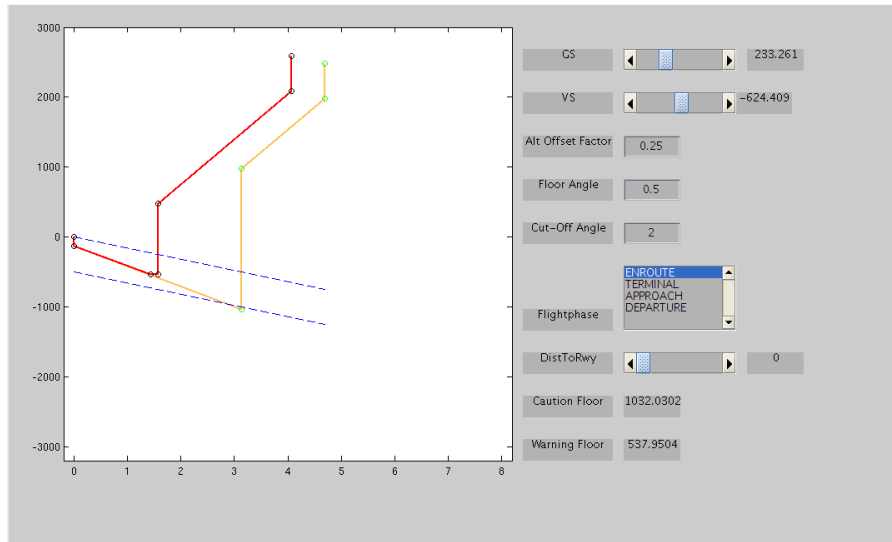 3000
2000
1000
0
-1000
-2000
-3000
0 1 2 3 4 5 6 7 8
GS 233.261
VS -624.409
Alt Offset Factor 0.25
Floor Angle 0.5
Cut-Off Angle 2
Flightphase
ENROUTE
TERMINAL
APPROACH
DEPARTURE
DistToRwy 0
Caution Floor 1032.0302
Warning Floor 537.9504